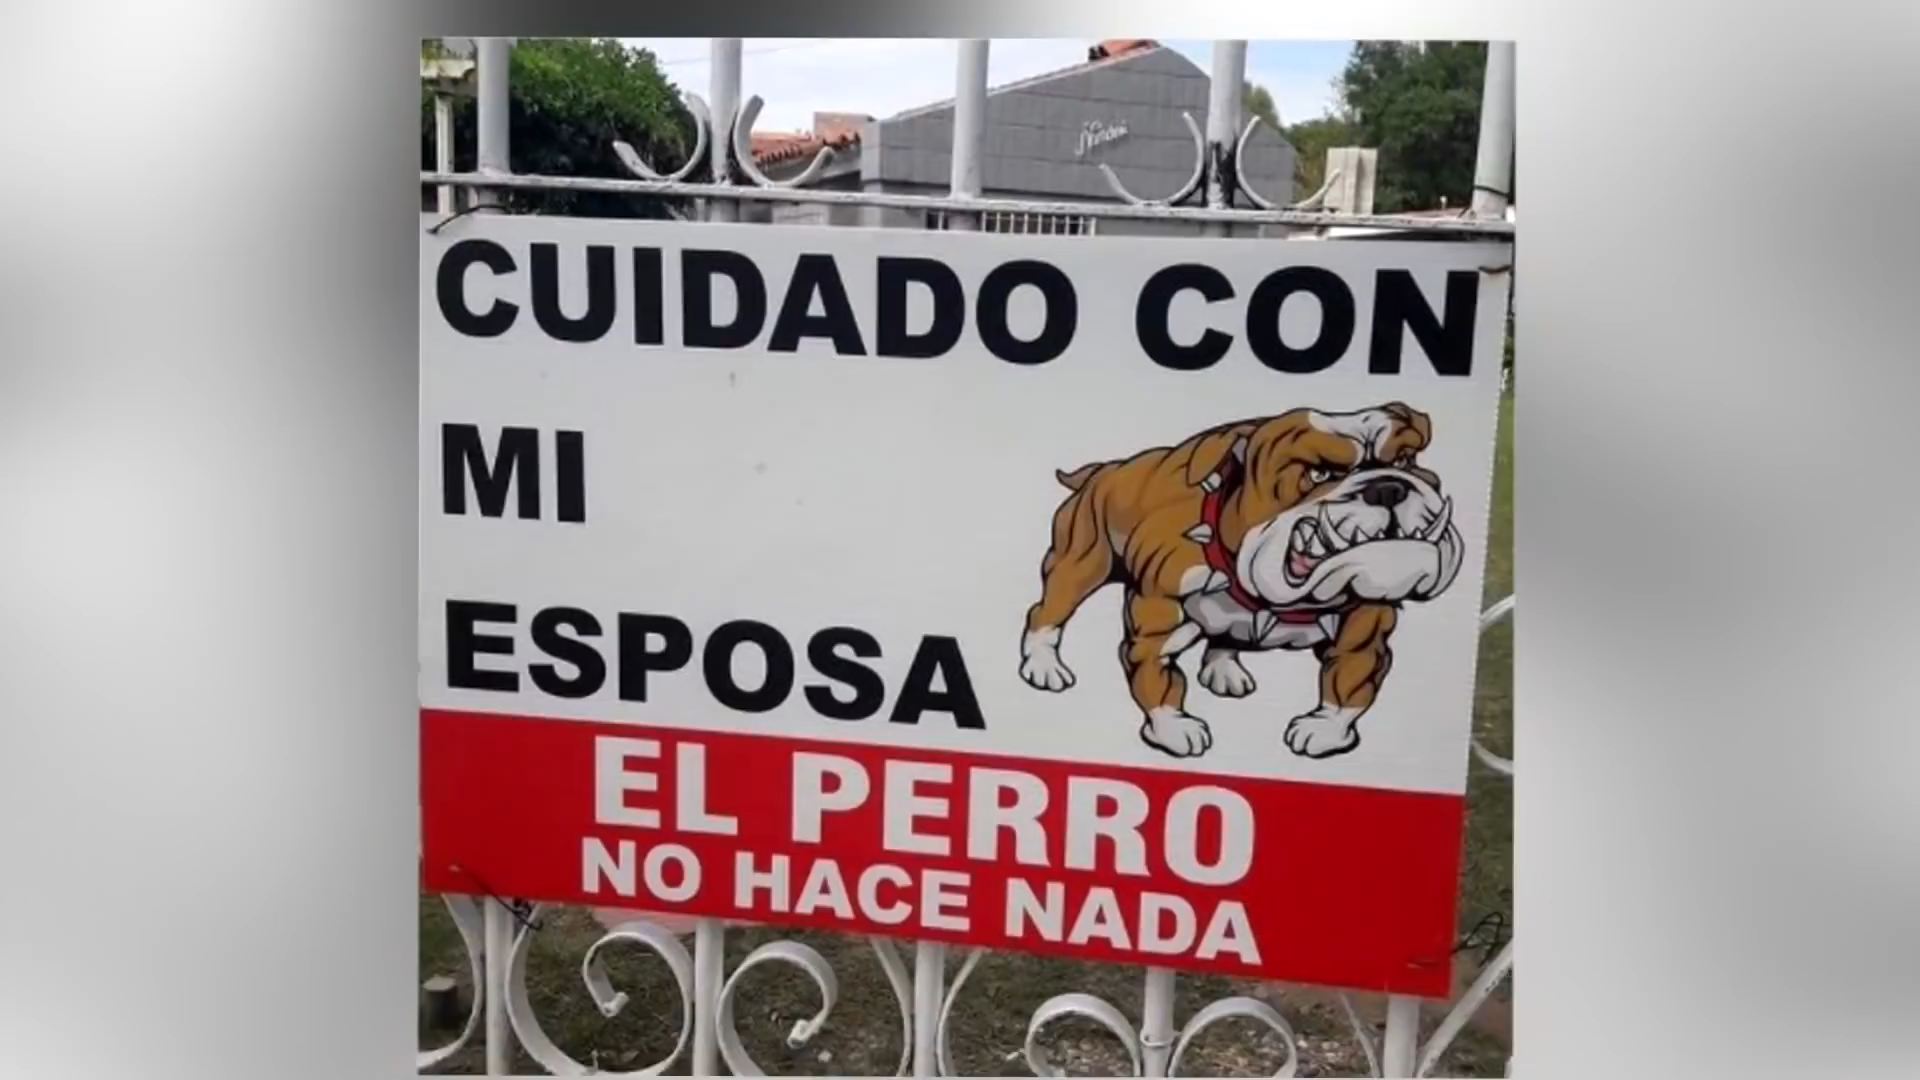 CUIDADO CON
MI
ESPOSA
EL PERRO
NO HACE NADA